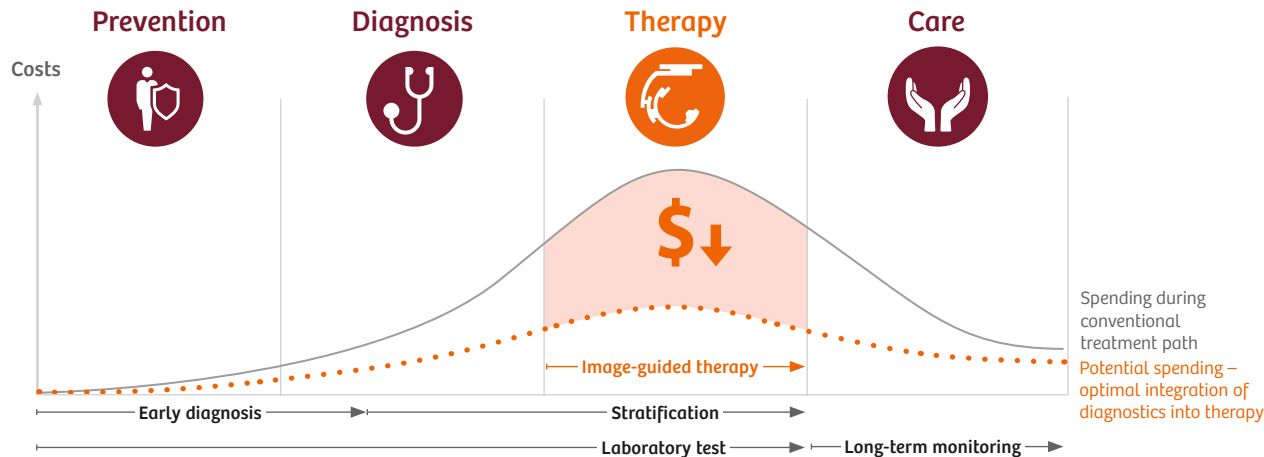 Prevention
Diagnosis
Therapy
Care
Costs
$
Spending during
conventional
treatment path
Potential spending –
optimal integration of
diagnostics into therapy
Image-guided therapy
Early diagnosis
Stratification
Laboratory test
Long-term monitoring